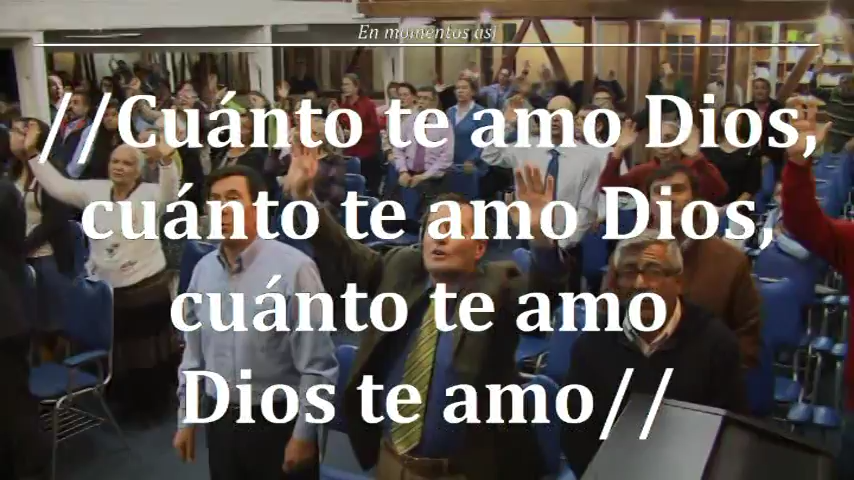 En momentos así
//Cuánto te amo Dios,
cuánto te amo Dios,
cuánto te amo
Dios te amo//